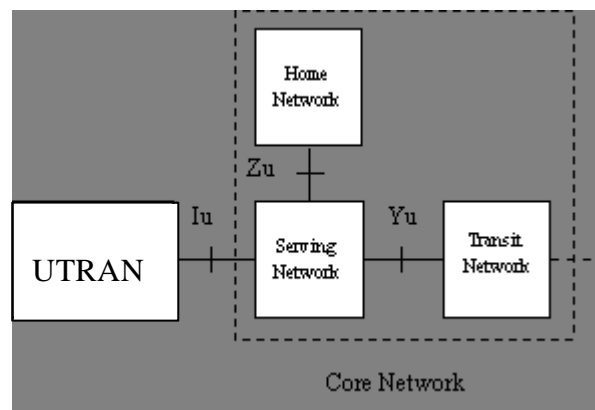 Home
Network
Zu
Iu
Yu
UTRAN
Serving
Network
Transit
Network
Core Network